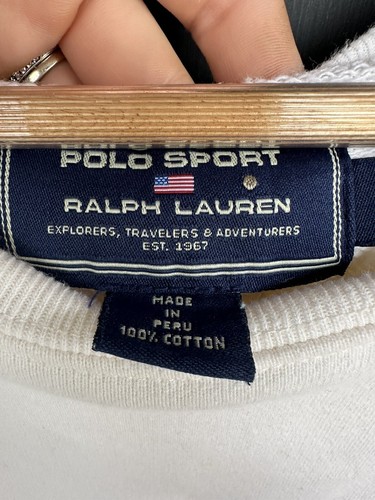 POLO SPORT
RALPH LAUREN
EXPLORERS, TRAVELERS & ADVENTURERS
EST. 1967
MADE
IN
PERU
100% COTTON